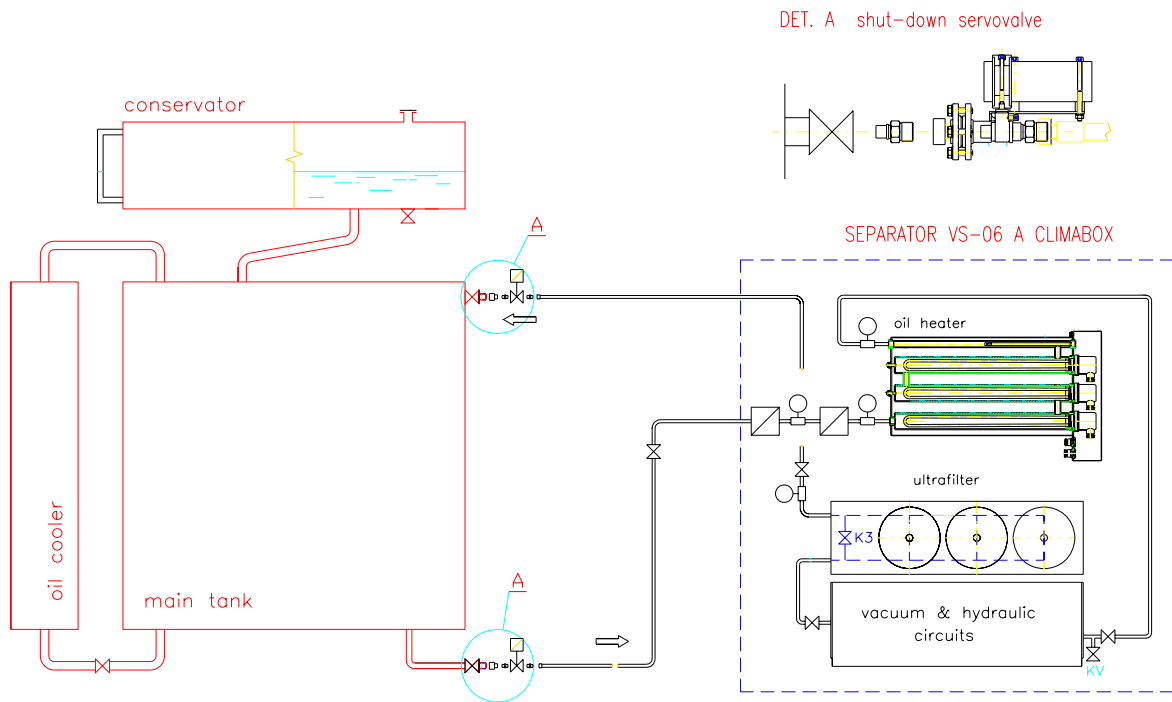 DET. A shut-down servovalve
conservator
SEPARATOR VS-06 A CLIMABOX
A
oil heater
ultrafilter
K3
oil cooler
main tank
A
vacuum & hydraulic
circuits
KV